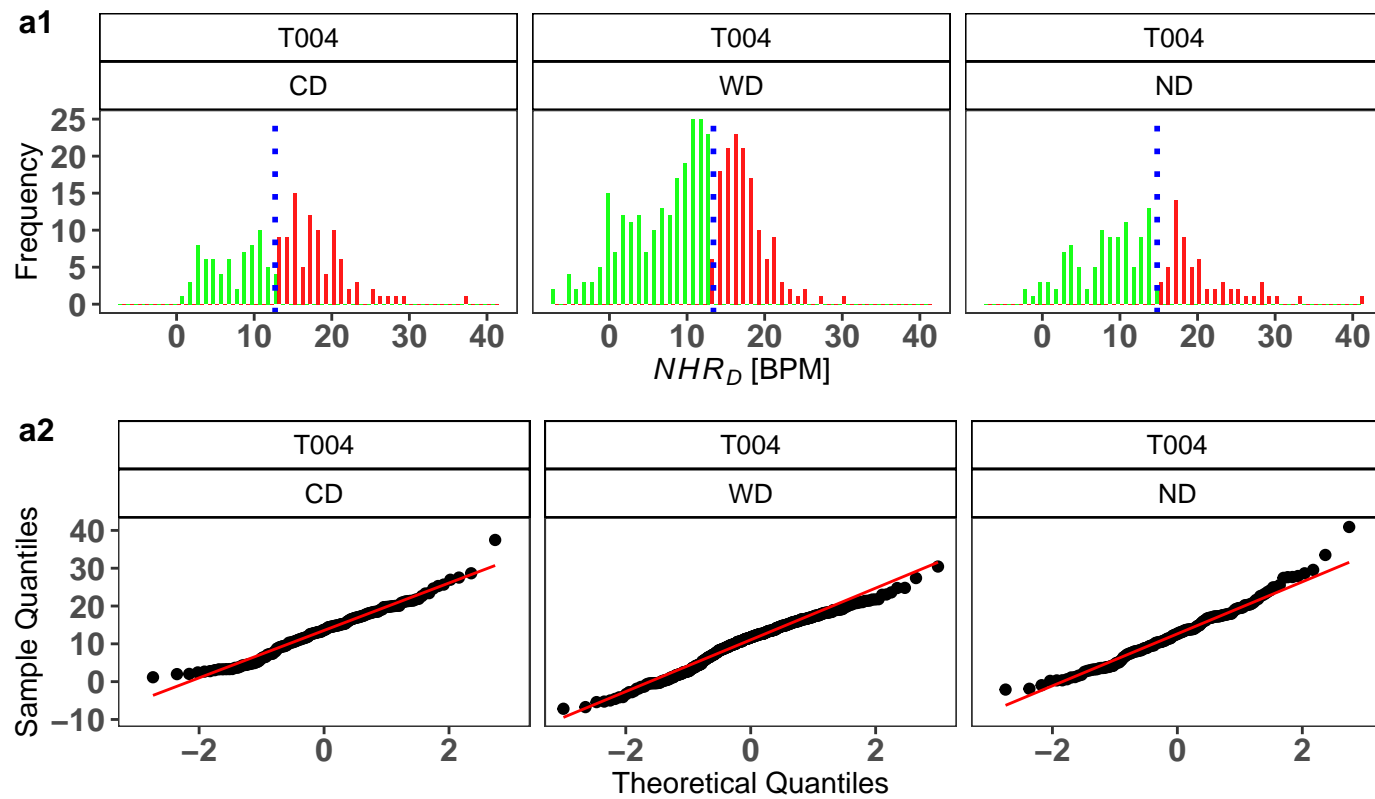 a1
T004 T004 T004
CD WD ND
Frequency
25
20
15
10
5
0
0 10 20 30 40 0 10 20 30 40 0 10 20 30 40
NHR_D [BPM]
a2
T004 T004 T004
CD WD ND
Sample Quantiles
40
30
20
10
0
−10
−2 0 2 −2 0 2 −2 0 2
Theoretical Quantiles